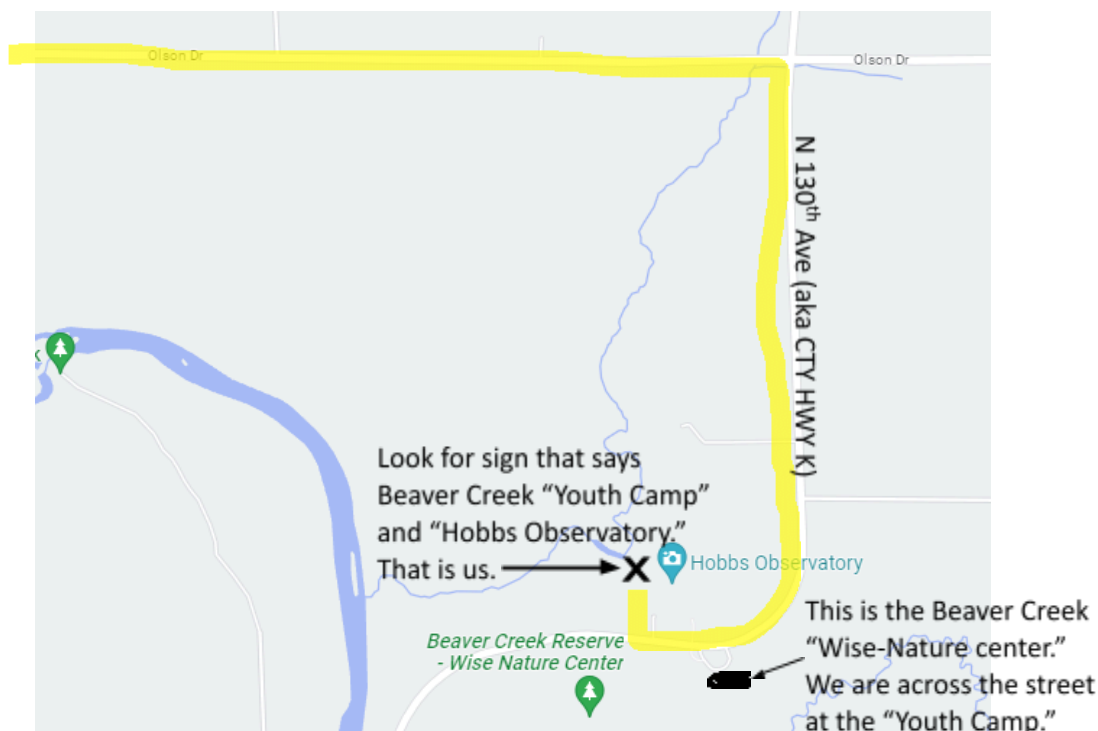 Olson Dr
Olson Dr
N 130th Ave (aka CTY HWY K)
Look for sign that says
Beaver Creek “Youth Camp”
and “Hobbs Observatory.”
That is us.
X
Hobbs Observatory
This is the Beaver Creek
“Wise-Nature center.”
We are across the street
at the “Youth Camp.”
Beaver Creek Reserve
- Wise Nature Center